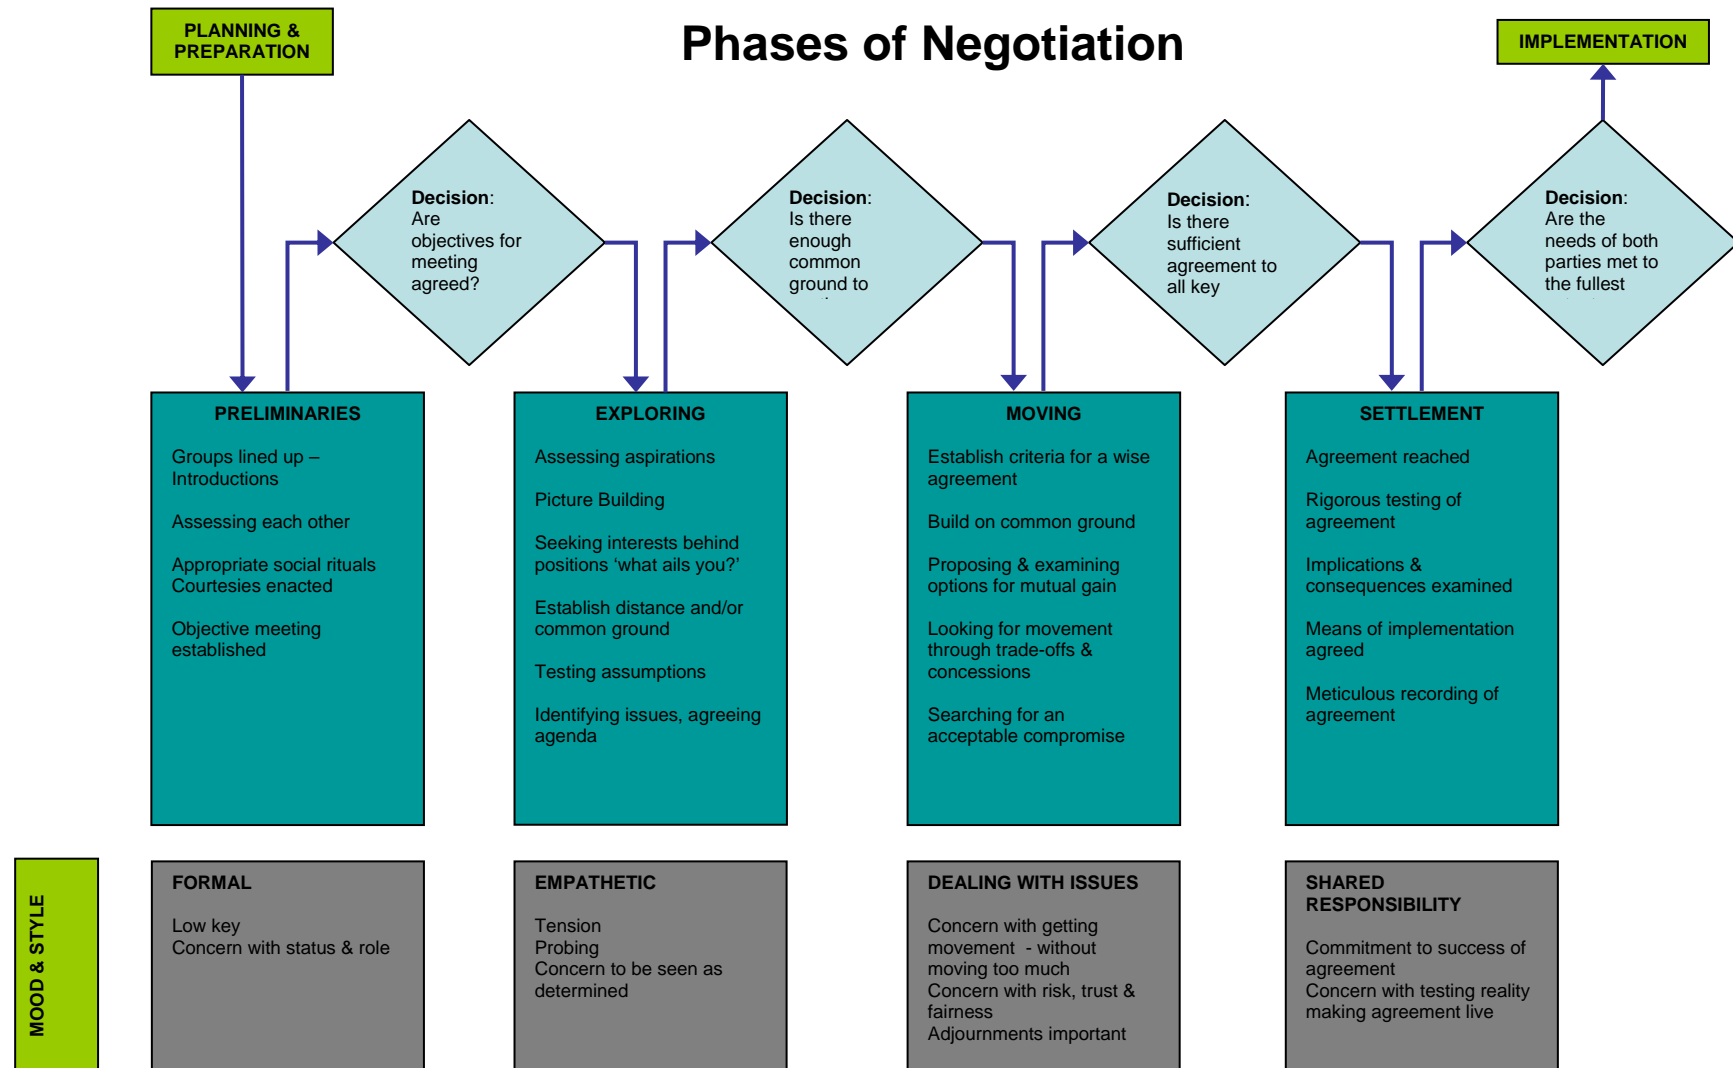 PLANNING &
PREPARATION
Phases of Negotiation
IMPLEMENTATION
Decision:
Are
objectives for
meeting
agreed?
Decision:
Is there
enough
common
ground to
Decision:
Is there
sufficient
agreement to
all key
Decision:
Are the
needs of both
parties met to
the fullest
PRELIMINARIES
Groups lined up –
Introductions
Assessing each other
Appropriate social rituals
Courtesies enacted
Objective meeting
established
EXPLORING
Assessing aspirations
Picture Building
Seeking interests behind
positions ‘what ails you?’
Establish distance and/or
common ground
Testing assumptions
Identifying issues, agreeing
agenda
MOVING
Establish criteria for a wise
agreement
Build on common ground
Proposing & examining
options for mutual gain
Looking for movement
through trade-offs &
concessions
Searching for an
acceptable compromise
SETTLEMENT
Agreement reached
Rigorous testing of
agreement
Implications &
consequences examined
Means of implementation
agreed
Meticulous recording of
agreement
MOOD & STYLE
FORMAL
Low key
Concern with status & role
EMPATHETIC
Tension
Probing
Concern to be seen as
determined
DEALING WITH ISSUES
Concern with getting
movement  - without
moving too much
Concern with risk, trust &
fairness
Adjournments important
SHARED
RESPONSIBILITY
Commitment to success of
agreement
Concern with testing reality
making agreement live